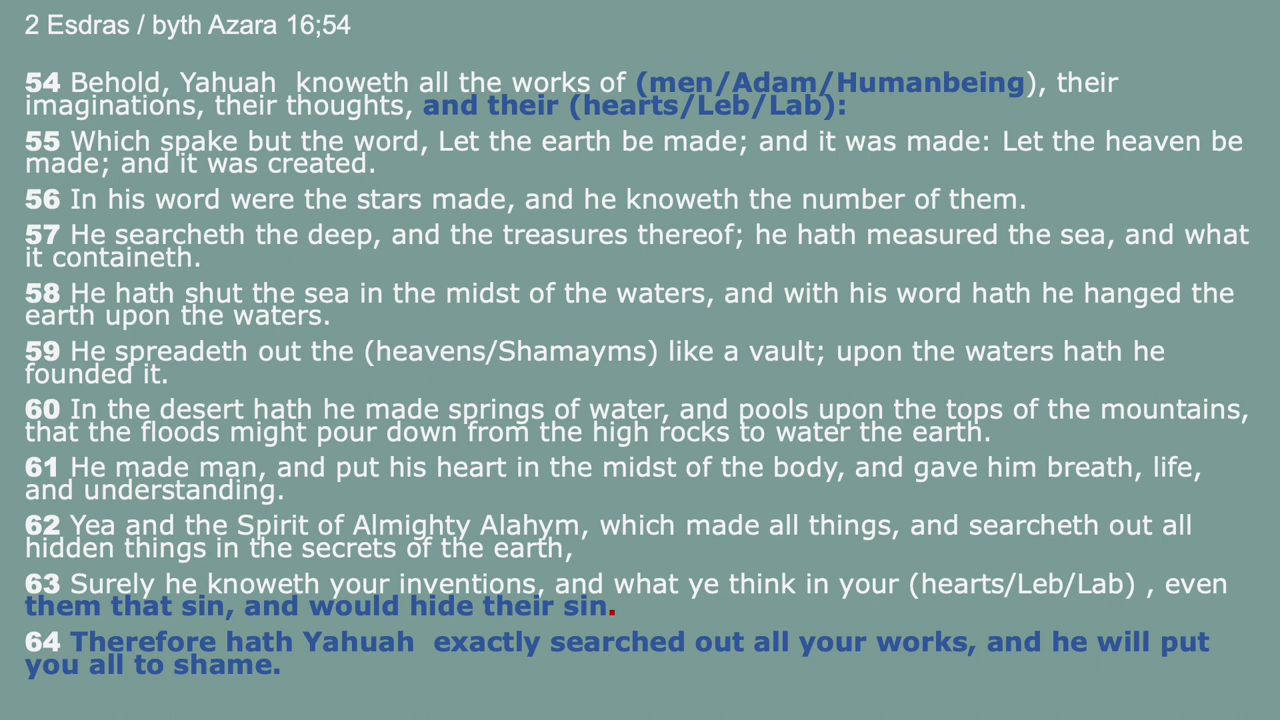 2 Esdras / byth Azara 16;54
54 Behold, Yahuah  knoweth all the works of (men/Adam/Humanbeing), their
imaginations, their thoughts, and their (hearts/Leb/Lab):
55 Which spake but the word, Let the earth be made; and it was made: Let the heaven be
made; and it was created.
56 In his word were the stars made, and he knoweth the number of them.
57 He searcheth the deep, and the treasures thereof; he hath measured the sea, and what
it containeth.
58 He hath shut the sea in the midst of the waters, and with his word hath he hanged the
earth upon the waters.
59 He spreadeth out the (heavens/Shamayms) like a vault; upon the waters hath he
founded it.
60 In the desert hath he made springs of water, and pools upon the tops of the mountains,
that the floods might pour down from the high rocks to water the earth.
61 He made man, and put his heart in the midst of the body, and gave him breath, life,
and understanding.
62 Yea and the Spirit of Almighty Alahym, which made all things, and searcheth out all
hidden things in the secrets of the earth,
63 Surely he knoweth your inventions, and what ye think in your (hearts/Leb/Lab) , even
them that sin, and would hide their sin.
64 Therefore hath Yahuah  exactly searched out all your works, and he will put
you all to shame.